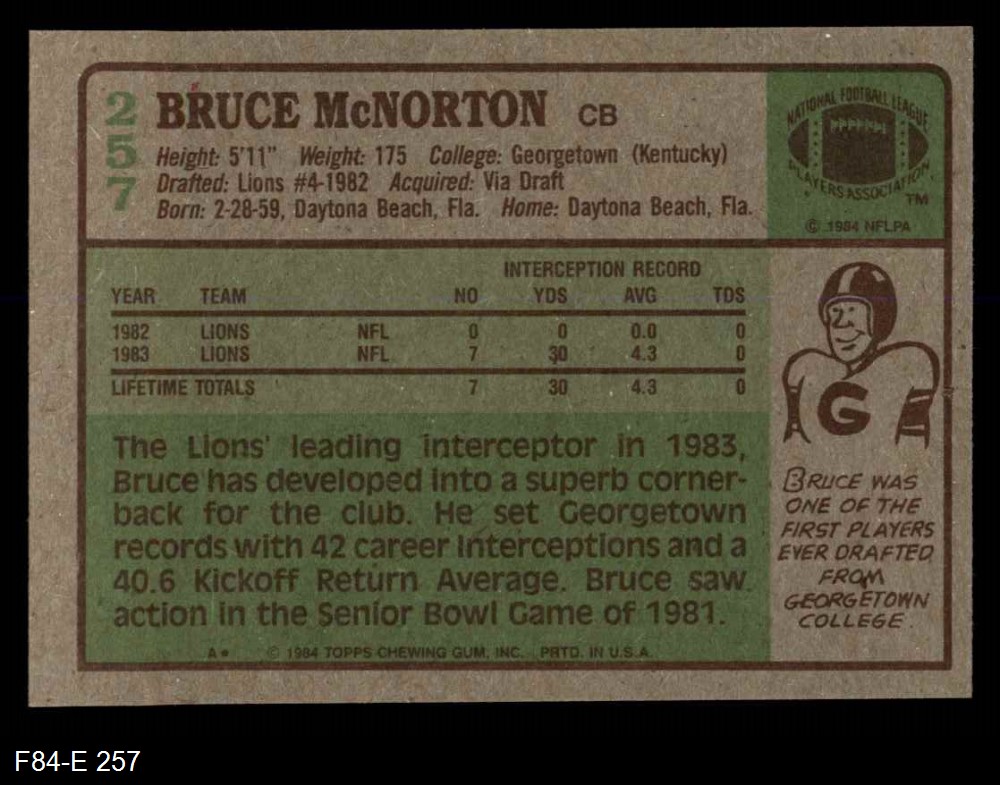 257
BRUCE McNORTON CB
Height: 5'11" Weight: 175 College: Georgetown (Kentucky)
Drafted: Lions #4-1982 Acquired: Via Draft
Born: 2-28-59, Daytona Beach, Fla. Home: Daytona Beach, Fla.
NATIONAL FOOTBALL LEAGUE
PLAYERS ASSOCIATION
TM
© 1984 NFLPA
INTERCEPTION RECORD
YEAR TEAM NO YDS AVG TDS
1982 LIONS NFL 0 0 0.0 0
1983 LIONS NFL 7 30 4.3 0
LIFETIME TOTALS 7 30 4.3 0
The Lions' leading interceptor in 1983,
Bruce has developed into a superb corner-
back for the club. He set Georgetown
records with 42 career interceptions and a
40.6 Kickoff Return Average. Bruce saw
action in the Senior Bowl Game of 1981.
G
BRUCE WAS
ONE OF THE
FIRST PLAYERS
EVER DRAFTED
FROM
GEORGETOWN
COLLEGE.
A* © 1984 TOPPS CHEWING GUM, INC. PRTD. IN U.S.A.
F84-E 257